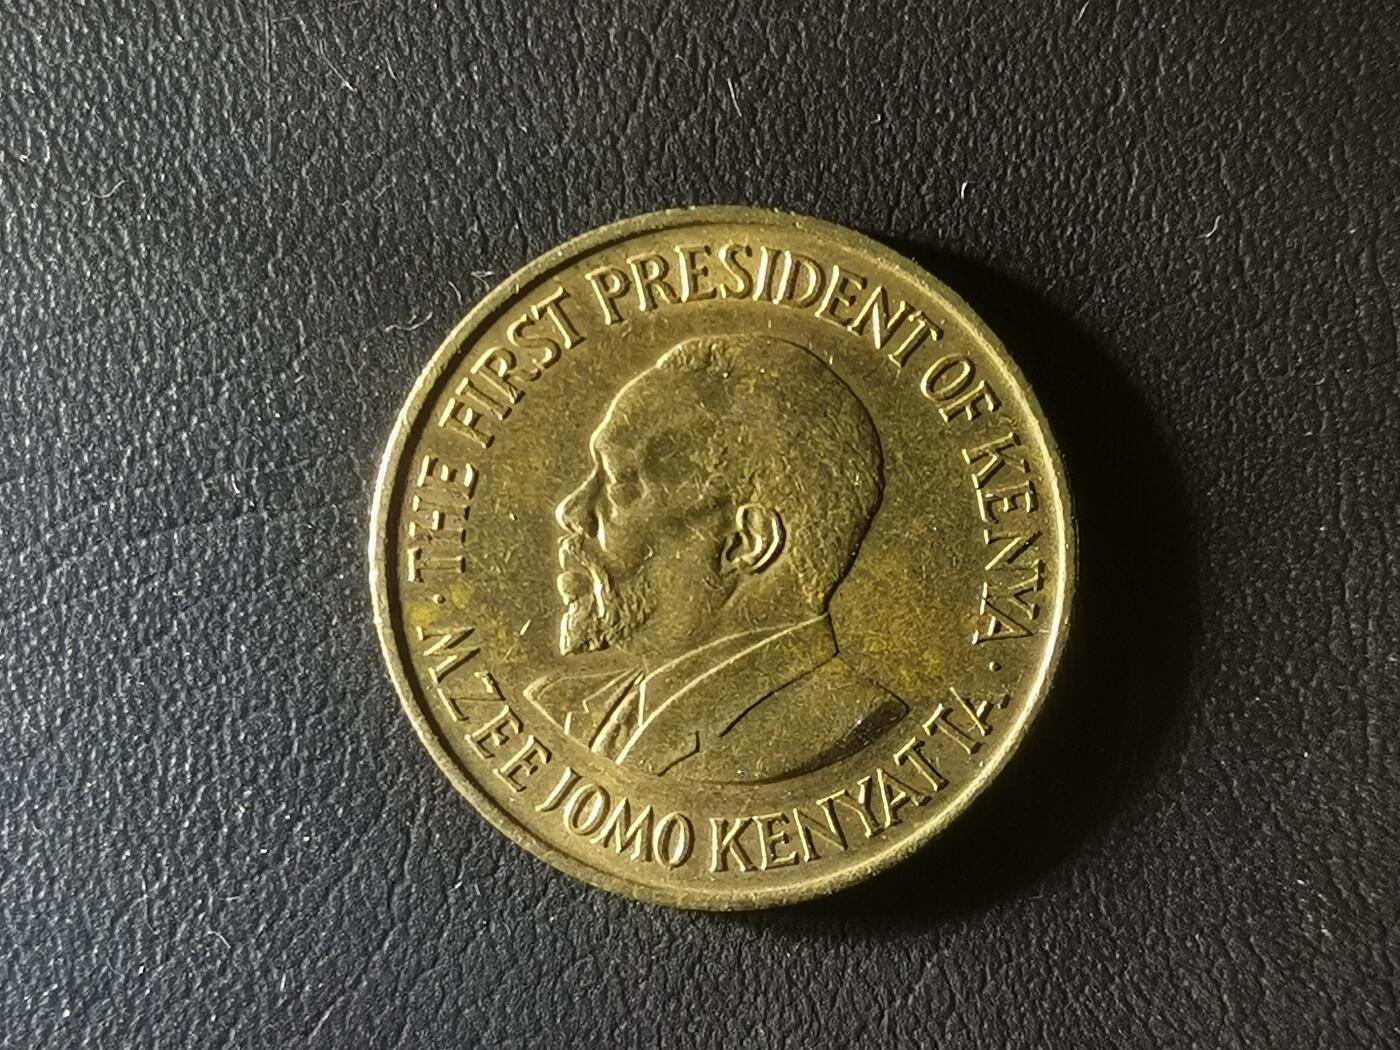 · THE FIRST PRESIDENT OF KENYA ·
MZEE JOMO KENYATTA